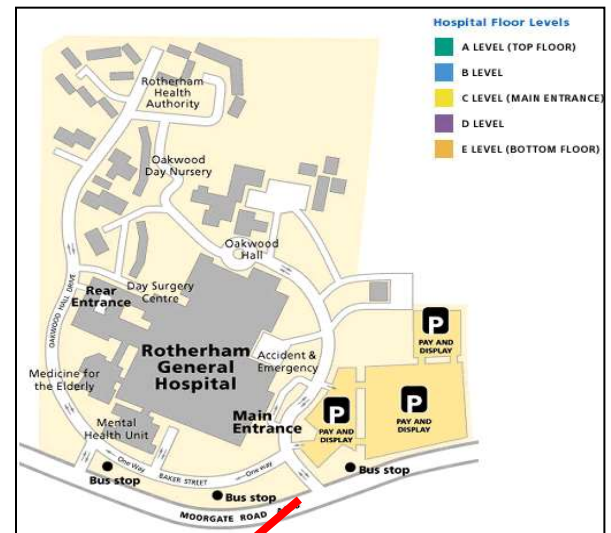 Hospital Floor Levels
A LEVEL (TOP FLOOR)
B LEVEL
C LEVEL (MAIN ENTRANCE)
D LEVEL
E LEVEL (BOTTOM FLOOR)
Rotherham
Health
Authority
Oakwood
Day Nursery
Oakwood
Hall
OAKWOOD HALL DRIVE
Rear
Entrance
Day Surgery
Centre
Rotherham
General
Hospital
Accident &
Emergency
Medicine for
the Elderly
Mental
Health Unit
Main
Entrance
P
PAY AND
DISPLAY
P
PAY AND
DISPLAY
P
PAY AND
DISPLAY
One Way
BAKER STREET
One way
Bus stop
Bus stop
Bus stop
MOORGATE ROAD